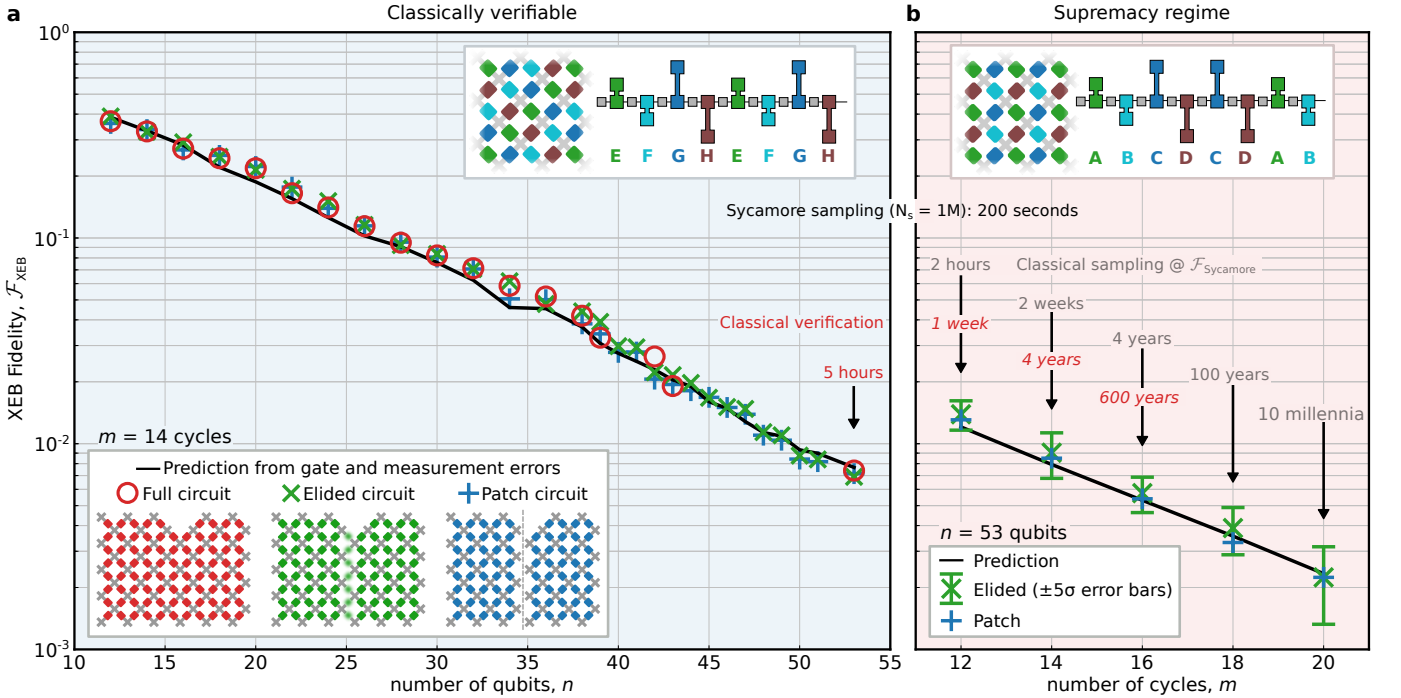 a
Classically verifiable
b
Supremacy regime
XEB Fidelity, ℱ_XEB
10⁰
10⁻¹
10⁻²
10⁻³
E F G H E F G H
A B C D C D A B
Sycamore sampling (Nₛ = 1M): 200 seconds
Classical verification
5 hours
m = 14 cycles
Prediction from gate and measurement errors
Full circuit
Elided circuit
Patch circuit
10 15 20 25 30 35 40 45 50 55
number of qubits, n
2 hours
Classical sampling @ ℱ_Sycamore
1 week
2 weeks
4 years
4 years
600 years
100 years
10 millennia
n = 53 qubits
Prediction
Elided (±5σ error bars)
Patch
12 14 16 18 20
number of cycles, m